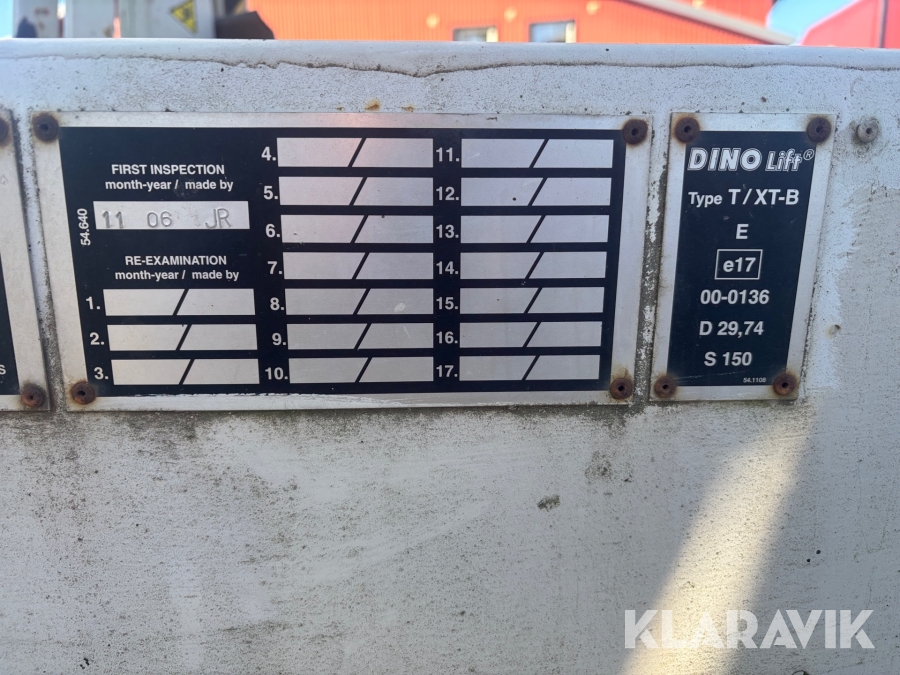 FIRST INSPECTION
month-year/ made by
11 06 JR
54.640
RE-EXAMINATION
month-year/ made by
1.
2.
3.
4.
5.
6.
7.
8.
9.
10.
11.
12.
13.
14.
15.
16.
17.
DINO Lift®
Type T/XT-B
E
e17
00-0136
D 29,74
S 150
54.1108
S
KLARAVIK